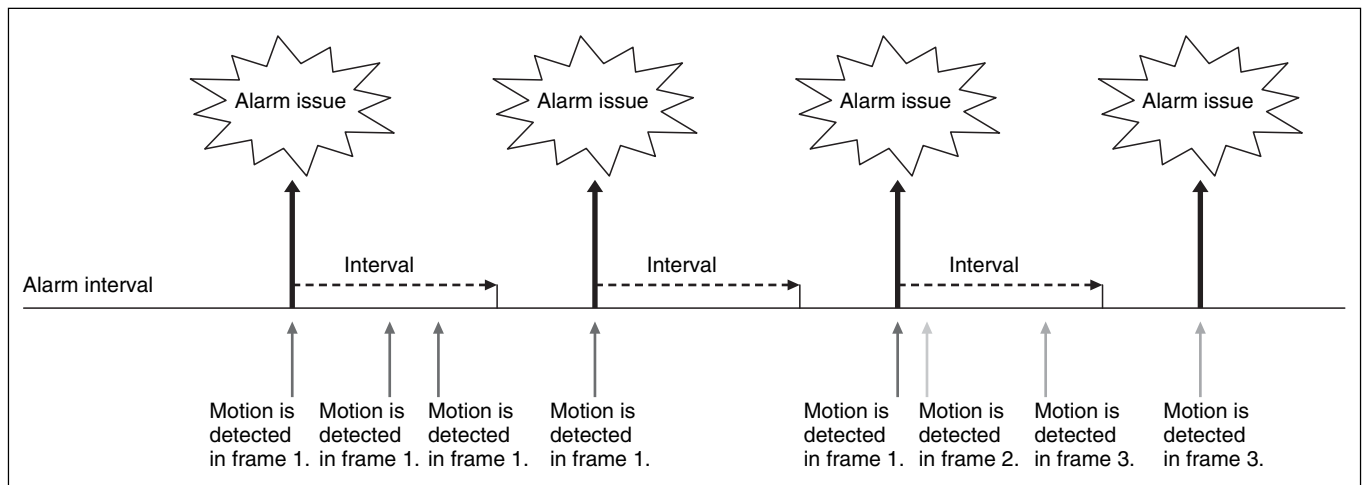 Alarm issue
Alarm issue
Alarm issue
Alarm issue
Interval
Interval
Interval
Alarm interval
Motion is
detected
in frame 1.
Motion is
detected
in frame 1.
Motion is
detected
in frame 1.
Motion is
detected
in frame 1.
Motion is
detected
in frame 1.
Motion is
detected
in frame 2.
Motion is
detected
in frame 3.
Motion is
detected
in frame 3.